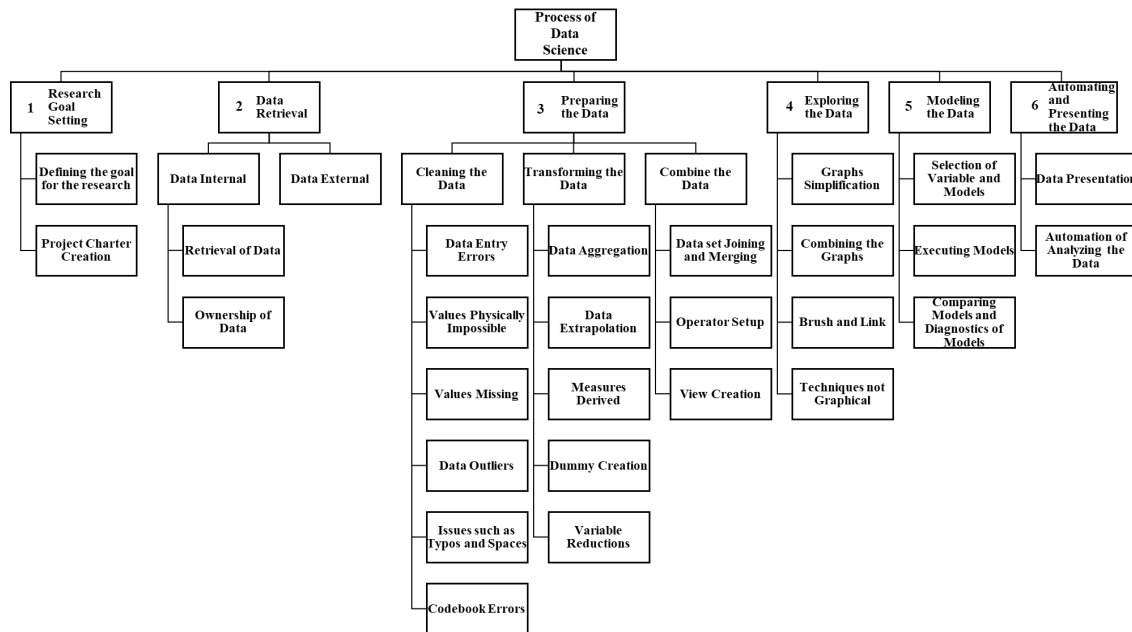 Process of
Data
Science
1
Research
Goal
Setting
2
Data
Retrieval
3
Preparing
the Data
4
Exploring
the Data
5
Modeling
the Data
6
Automating
and
Presenting
the Data
Defining the goal
for the research
Project Charter
Creation
Data Internal
Data External
Retrieval of Data
Ownership of
Data
Cleaning the
Data
Transforming the
Data
Combine the
Data
Data Entry
Errors
Values Physically
Impossible
Values Missing
Data Outliers
Issues such as
Typos and Spaces
Codebook Errors
Data Aggregation
Data
Extrapolation
Measures
Derived
Dummy Creation
Variable
Reductions
Data set Joining
and Merging
Operator Setup
View Creation
Graphs
Simplification
Combining the
Graphs
Brush and Link
Techniques not
Graphical
Selection of
Variable and
Models
Executing Models
Comparing
Models and
Diagnostics of
Models
Data Presentation
Automation of
Analyzing the
Data